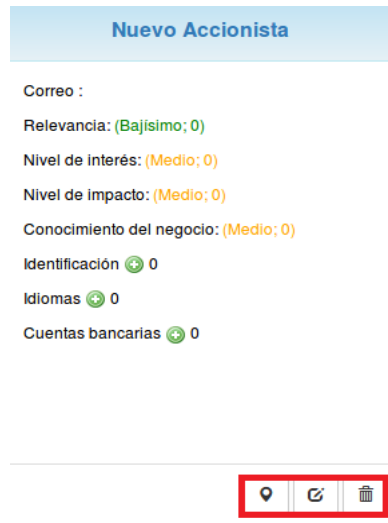 Nuevo Accionista
Correo :
Relevancia: (Bajísimo; 0)
Nivel de interés: (Medio; 0)
Nivel de impacto: (Medio; 0)
Conocimiento del negocio: (Medio; 0)
Identificación 0
Idiomas 0
Cuentas bancarias 0